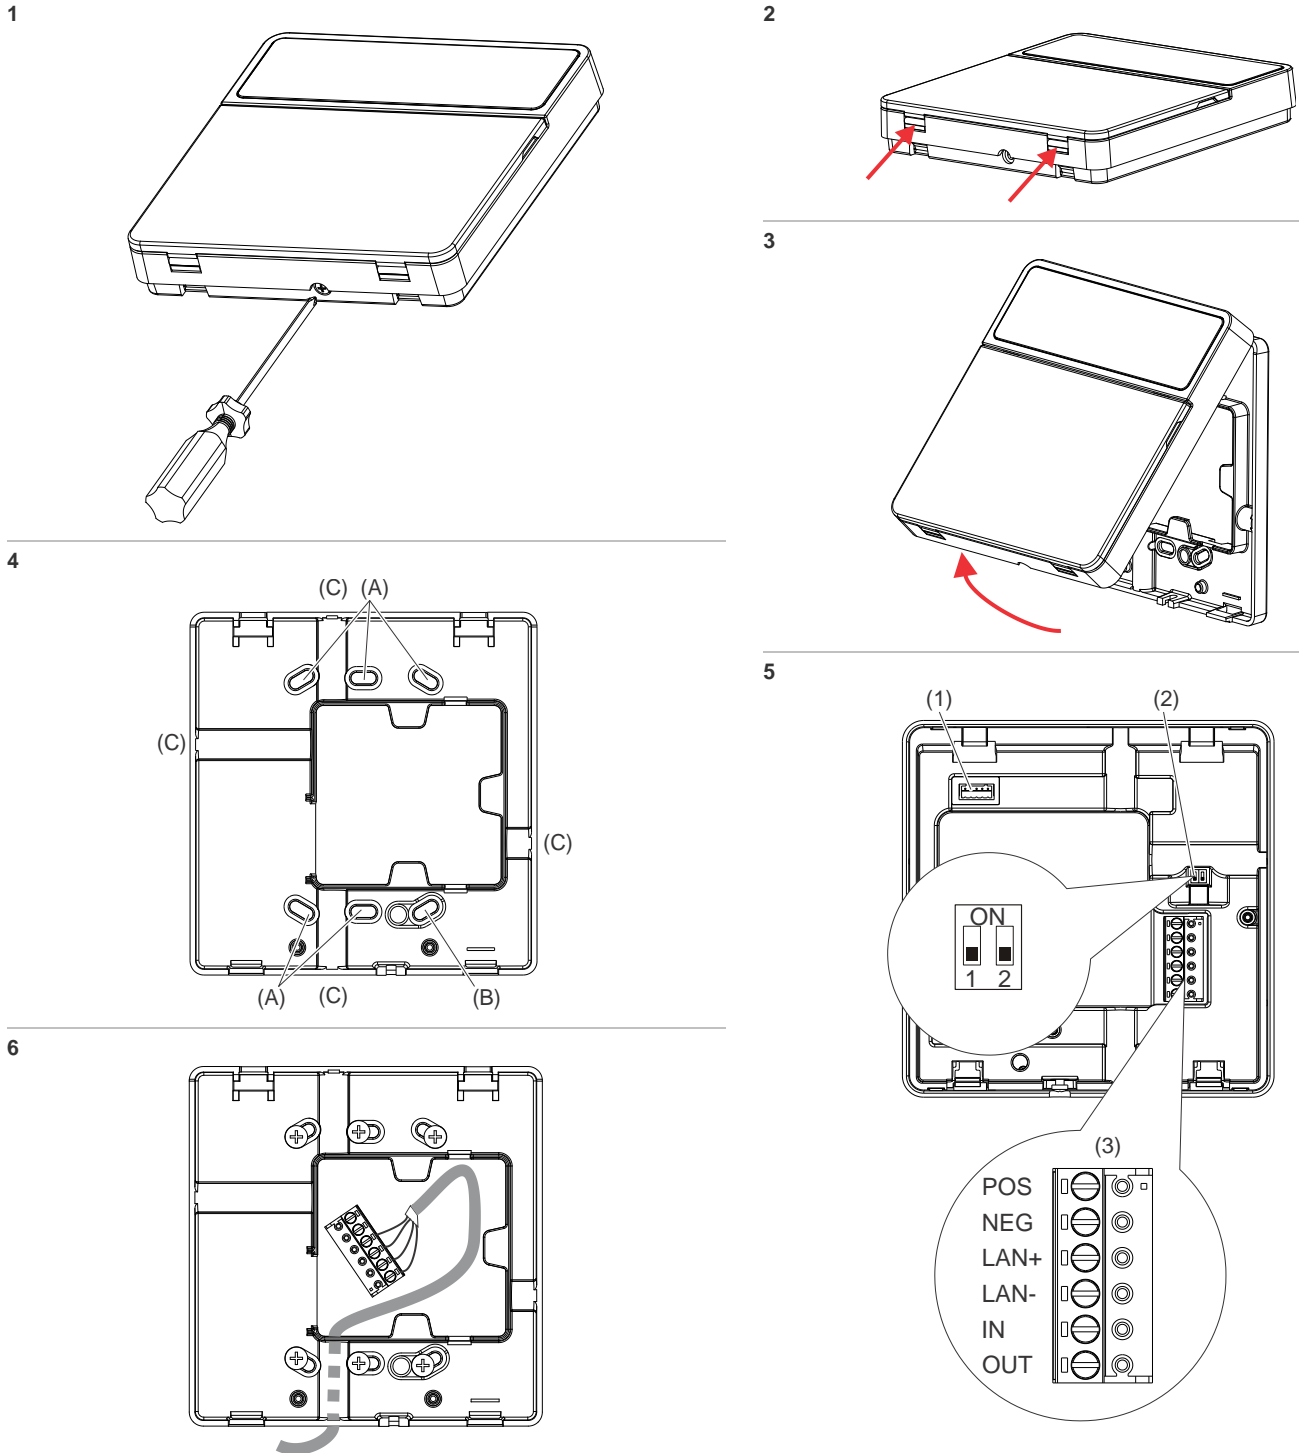 1
2
3
4
(C) (A)
(C)
(C)
(A) (C) (B)
5
(1) (2)
ON
1 2
(3)
POS
NEG
LAN+
LAN-
IN
OUT
6